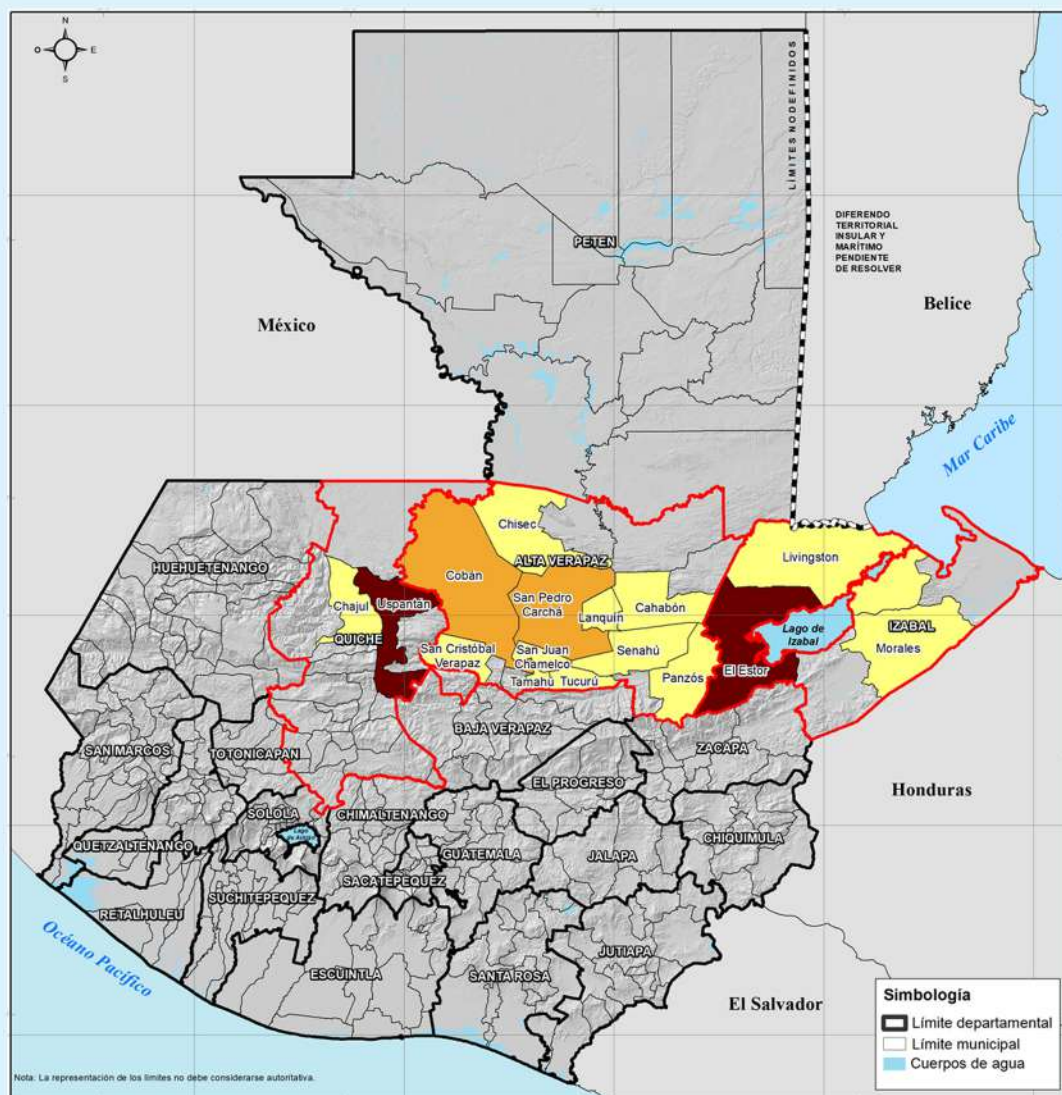 N
O
E
S
LÍMITES NO DEFINIDOS
DIFERENDO
TERRITORIAL
INSULAR Y
MARÍTIMO
PENDIENTE
DE RESOLVER
PETEN
Belice
México
Mar Caribe
Chisec
Livingston
ALTA VERAPAZ
HUEHUETENANGO
Cobán
San Pedro
Carchá
Chajul
Uspantán
Lanquín
Cahabón
Lago de
Izabal
IZABAL
QUICHE
San Cristóbal
Verapaz
San Juan
Chamelco
Senahú
Morales
Tamahú
Tucurú
Panzós
El Estor
BAJA VERAPAZ
SAN MARCOS
TOTONICAPAN
ZACAPA
EL PROGRESO
Honduras
SOLOLA
CHIMALTENANGO
Lago
de Atitlán
QUETZALTENANGO
GUATEMALA
JALAPA
CHIQUIMULA
SACATEPEQUEZ
SUCHITEPEQUEZ
RETALHULEU
Océano Pacífico
JUTIAPA
ESCUINTLA
SANTA ROSA
El Salvador
Simbología
Límite departamental
Límite municipal
Cuerpos de agua
Nota: La representación de los límites no debe considerarse autoritativa.